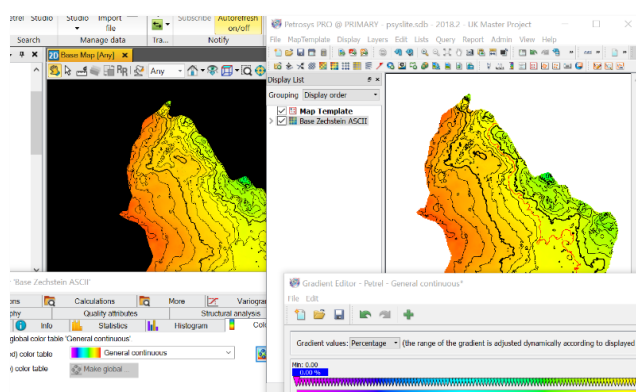 etrel Studio
Studio
Import
file
Subscribe
Autorefresh
on/off
Search
Manage data
Tra...
Notify
2D Base Map [Any]
Any
'Base Zechstein ASCII'
Calculations
More
Variogram
Quality attributes
Structural analysis
Info
Statistics
Histogram
global color table 'General continuous'
color table
General continuous
color table
Make global ...
Petrosys PRO @ PRIMARY - psyslite.sdb - 2018.2 UK Master Project
File MapTemplate Display Layers Edit Lists Query Report Admin View Help
Display List
Grouping Display order
Map Template
Base Zechstein ASCII
Gradient Editor - Petrel - General continuous*
File Edit
Gradient values: Percentage (the range of the gradient is adjusted dynamically according to displayed
Min: 0.00
0.00 %